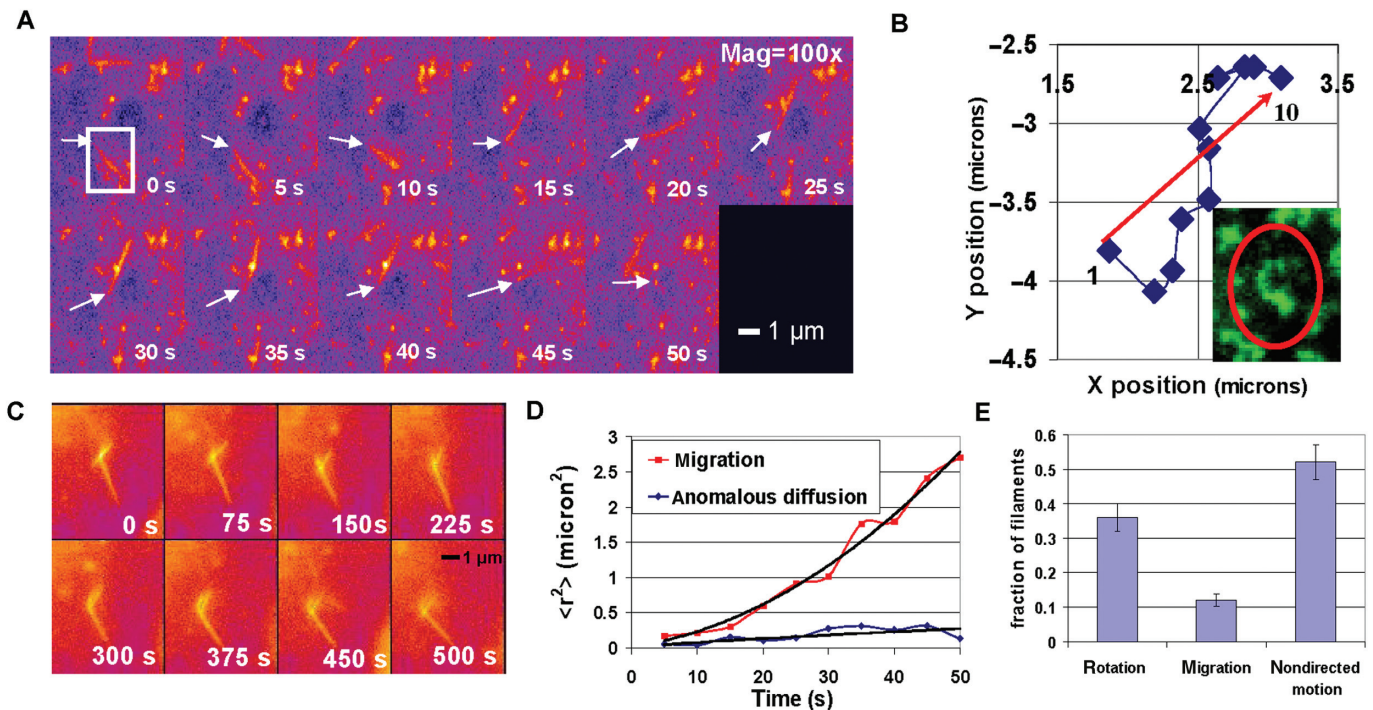 A
Mag=100x
0 s
5 s
10 s
15 s
20 s
25 s
30 s
35 s
40 s
45 s
50 s
1 μm
B
−2.5
1.5
2.5
3.5
−3
−3.5
−4
−4.5
Y position (microns)
X position (microns)
10
1
C
0 s
75 s
150s
225 s
1 μm
300 s
375 s
450 s
500 s
D
3
2.5
2
1.5
1
0.5
0
<r²> (micron²)
Migration
Anomalous diffusion
0
10
20
30
40
50
Time (s)
E
0.6
0.5
0.4
0.3
0.2
0.1
0
fraction of filaments
Rotation
Migration
Nondirected
motion